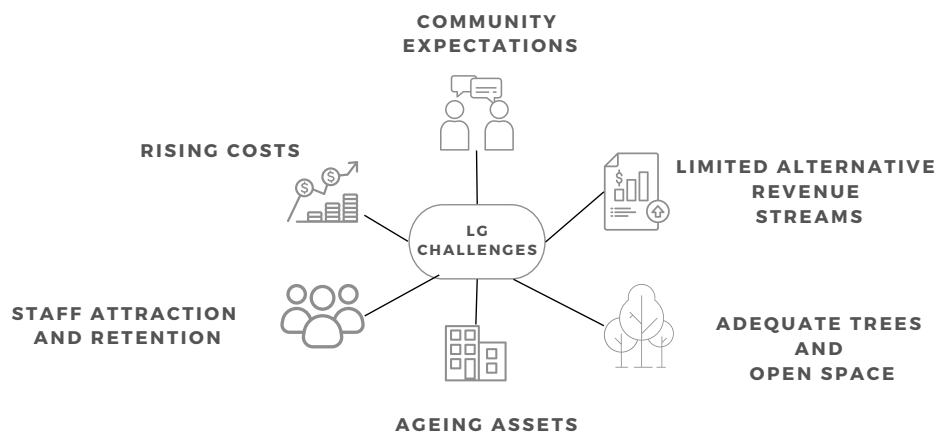 COMMUNITY
EXPECTATIONS
RISING COSTS
LIMITED ALTERNATIVE
REVENUE
STREAMS
LG
CHALLENGES
STAFF ATTRACTION
AND RETENTION
ADEQUATE TREES
AND
OPEN SPACE
AGEING ASSETS